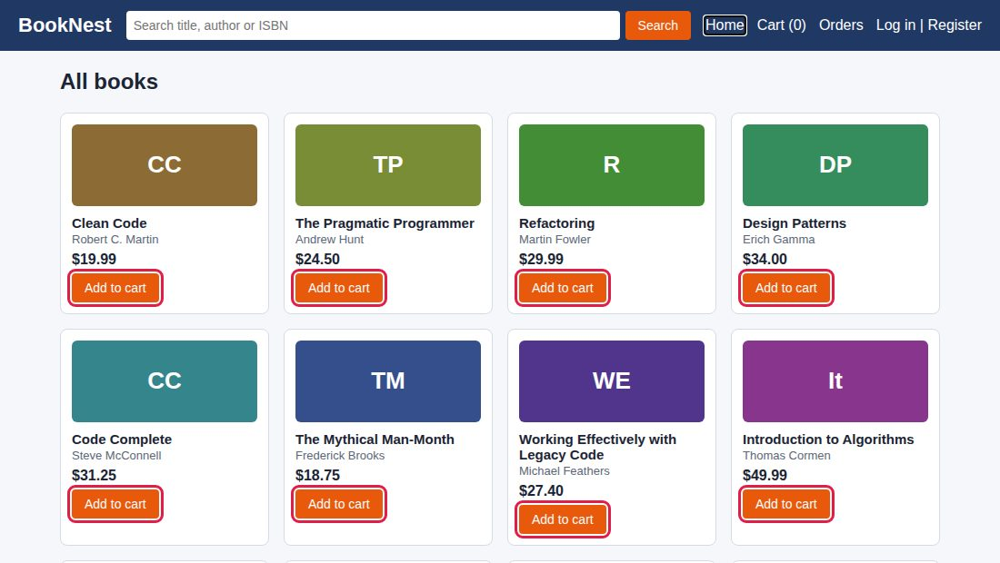 BookNest
Search title, author or ISBN
Search
Home
Cart (0)
Orders
Log in | Register
All books
CC
Clean Code
Robert C. Martin
$19.99
Add to cart
TP
The Pragmatic Programmer
Andrew Hunt
$24.50
Add to cart
R
Refactoring
Martin Fowler
$29.99
Add to cart
DP
Design Patterns
Erich Gamma
$34.00
Add to cart
CC
Code Complete
Steve McConnell
$31.25
Add to cart
TM
The Mythical Man-Month
Frederick Brooks
$18.75
Add to cart
WE
Working Effectively with
Legacy Code
Michael Feathers
$27.40
Add to cart
It
Introduction to Algorithms
Thomas Cormen
$49.99
Add to cart